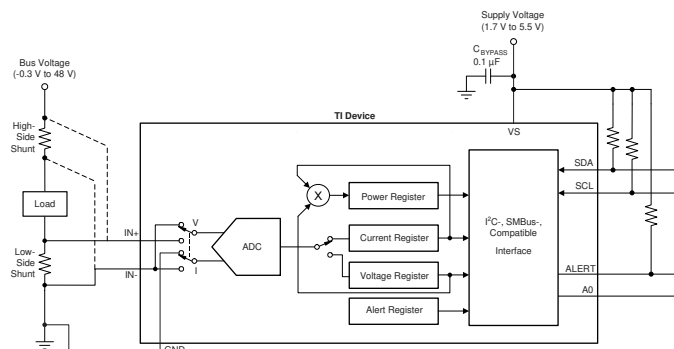 Supply Voltage
(1.7 V to 5.5 V)
CBYPASS
0.1 µF
Bus Voltage
(-0.3 V to 48 V)
TI Device
VS
High-
Side
Shunt
SDA
X
Power Register
SCL
Load
V
I²C-, SMBus-,
Compatible
Interface
IN+
ADC
Current Register
Low-
Side
Shunt
I
Voltage Register
IN-
ALERT
A0
Alert Register
GND